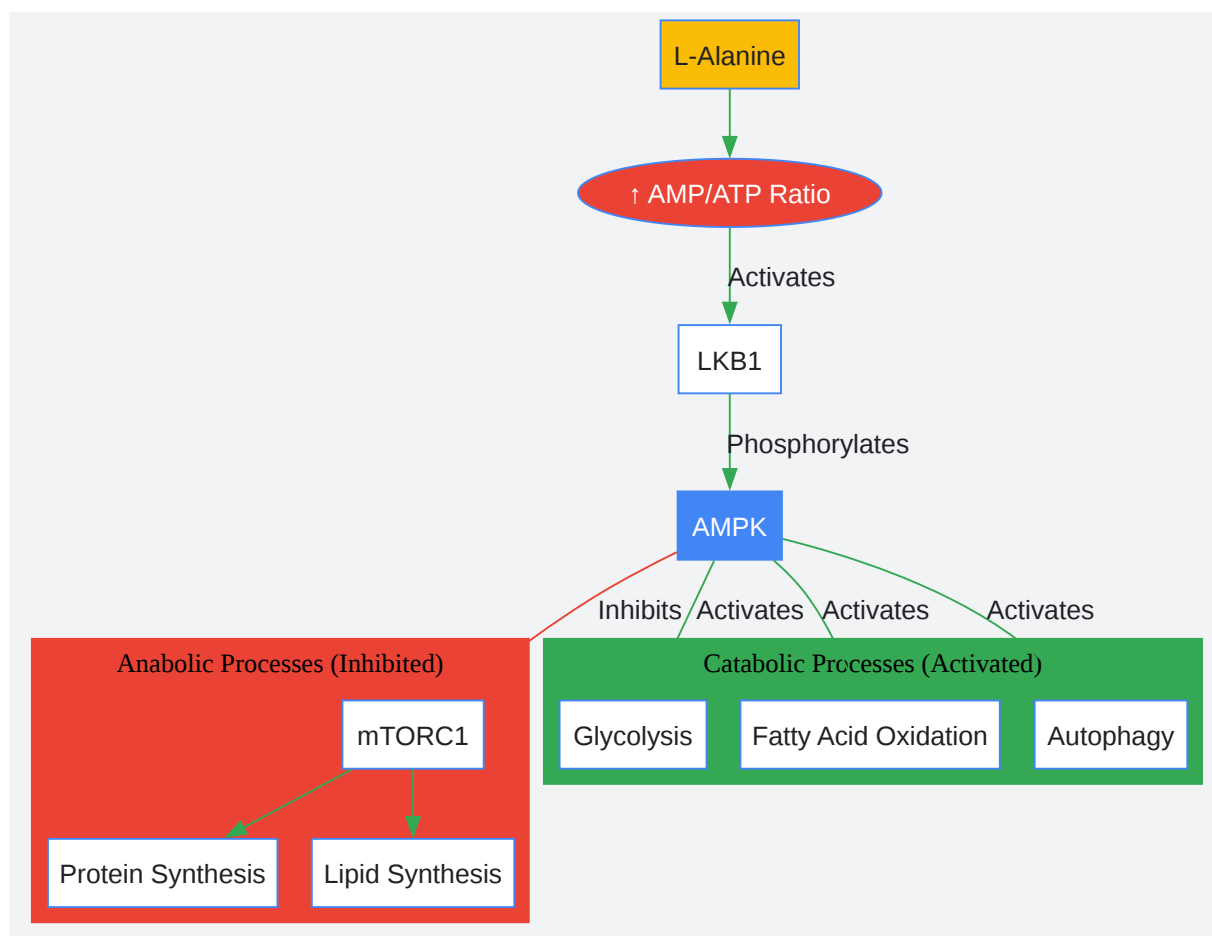 L-Alanine
↑ AMP/ATP Ratio
Activates
LKB1
Phosphorylates
AMPK
Inhibits
Activates
Activates
Activates
Anabolic Processes (Inhibited)
mTORC1
Protein Synthesis
Lipid Synthesis
Catabolic Processes (Activated)
Glycolysis
Fatty Acid Oxidation
Autophagy